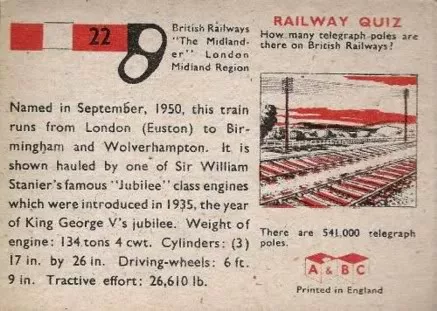 22
British Railways
"The Midland-
er" London
Midland Region
Named in September, 1950, this train
runs from London (Euston) to Bir-
mingham and Wolverhampton. It
is shown hauled by one of Sir William
Stanier's famous "Jubilee" class engines
which were introduced in 1935, the year
of King George V's jubilee. Weight of
engine: 134 tons 4 cwt. Cylinders: (3)
17 in. by 26 in. Driving-wheels: 6 ft.
9 in. Tractive effort: 26,610 lb.
RAILWAY QUIZ
How many telegraph poles are
there on British Railways?
There are 541,000 telegraph
poles.
A & B C
Printed in England